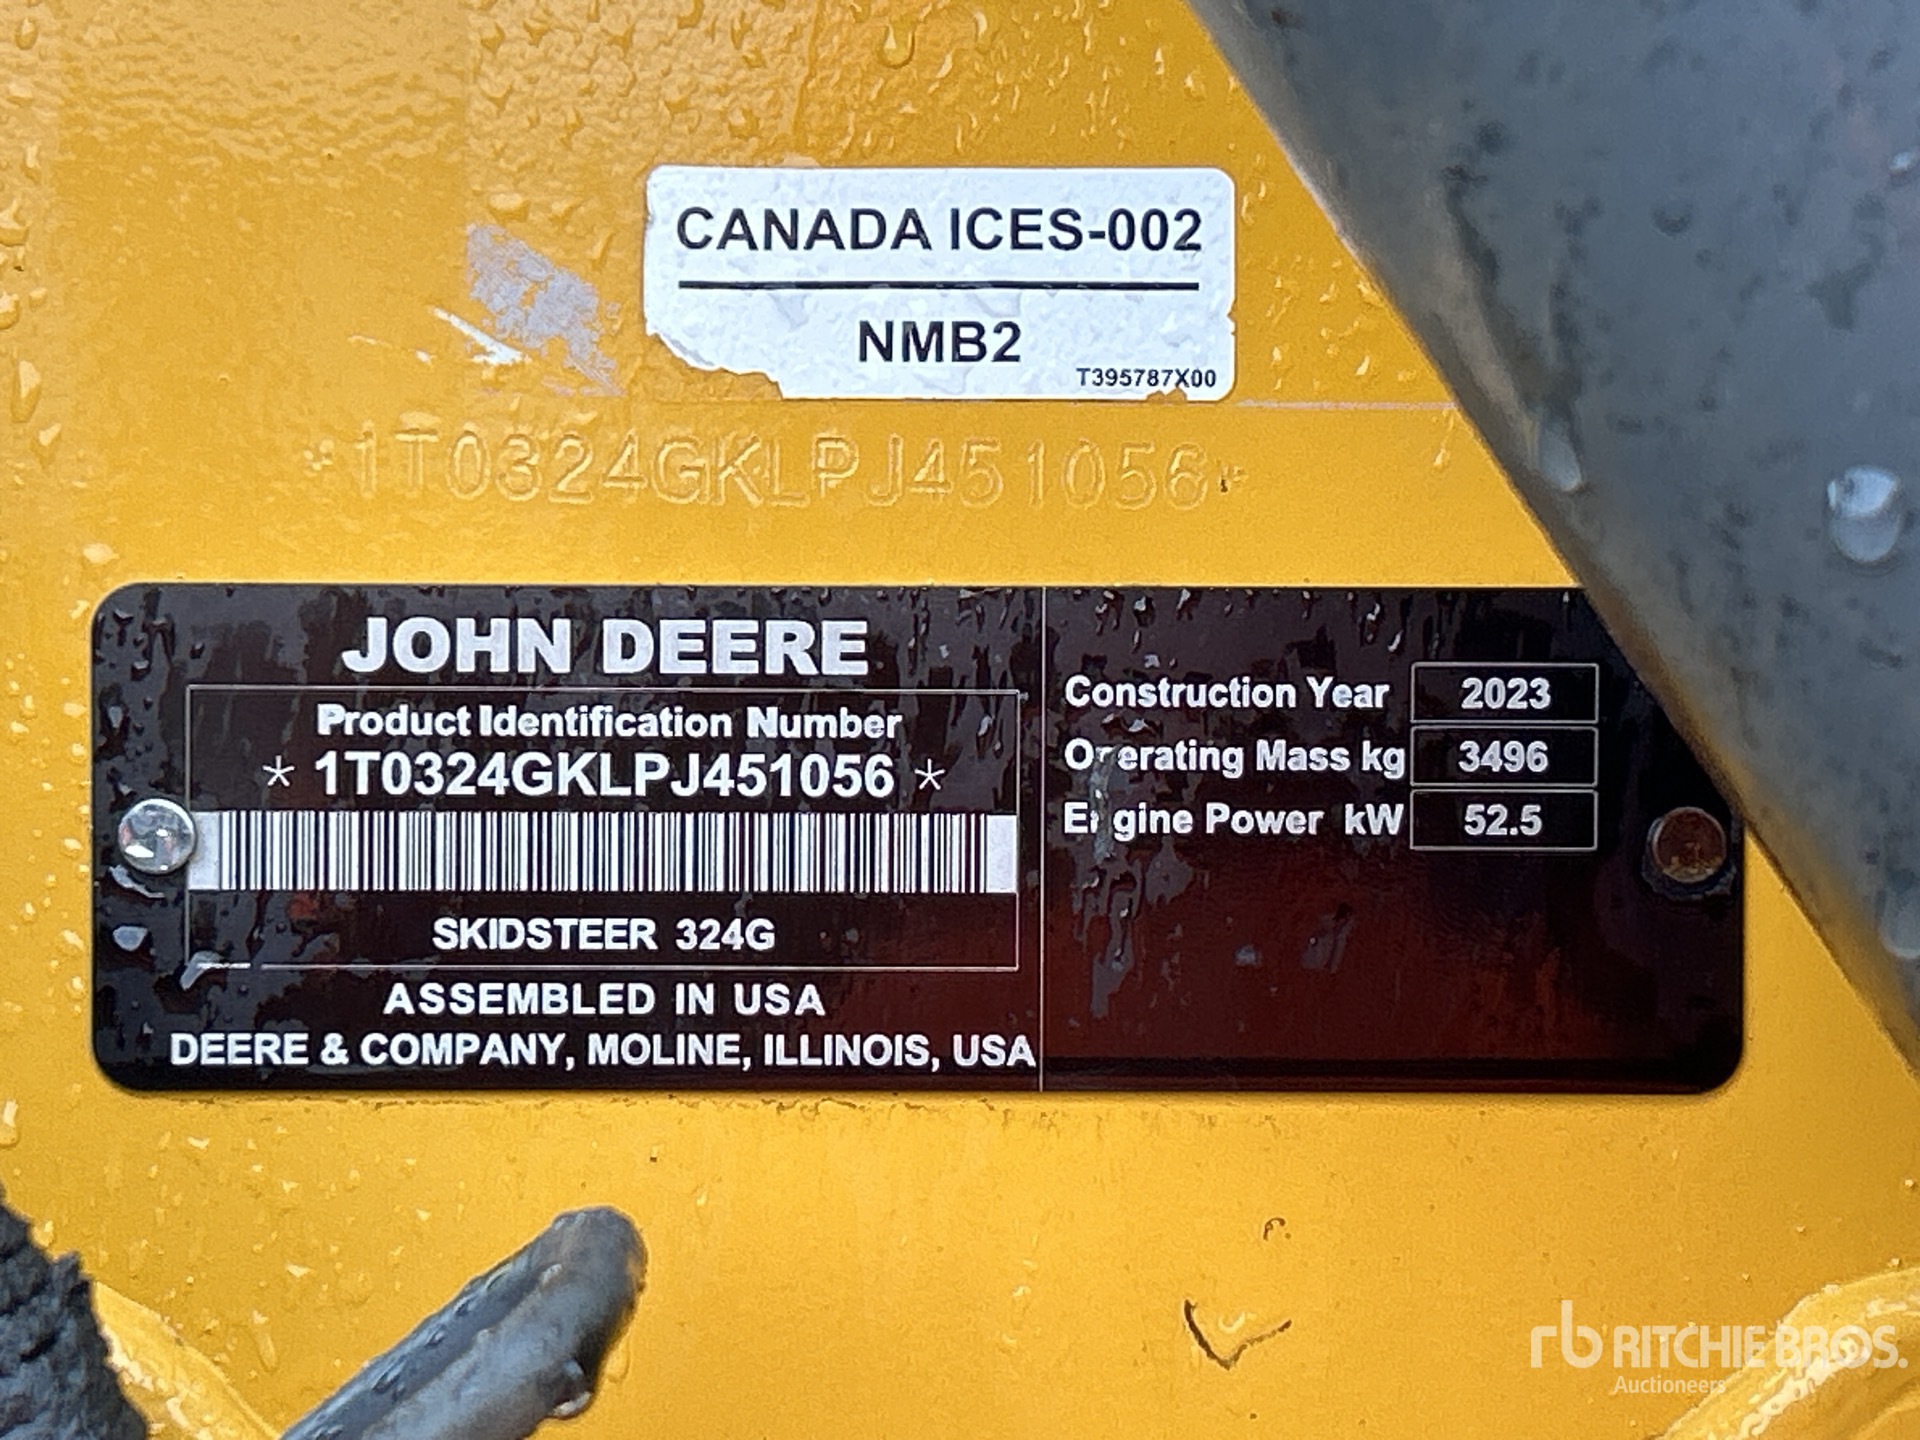 CANADA ICES-002
NMB2
T395787X00
*1T0324GKLPJ451056*
JOHN DEERE
Product Identification Number
* 1T0324GKLPJ451056 *
SKIDSTEER 324G
ASSEMBLED IN USA
DEERE & COMPANY, MOLINE, ILLINOIS, USA
Construction Year 2023
Operating Mass kg 3496
Engine Power kW 52.5
rb RITCHIE BROS.
Auctioneers